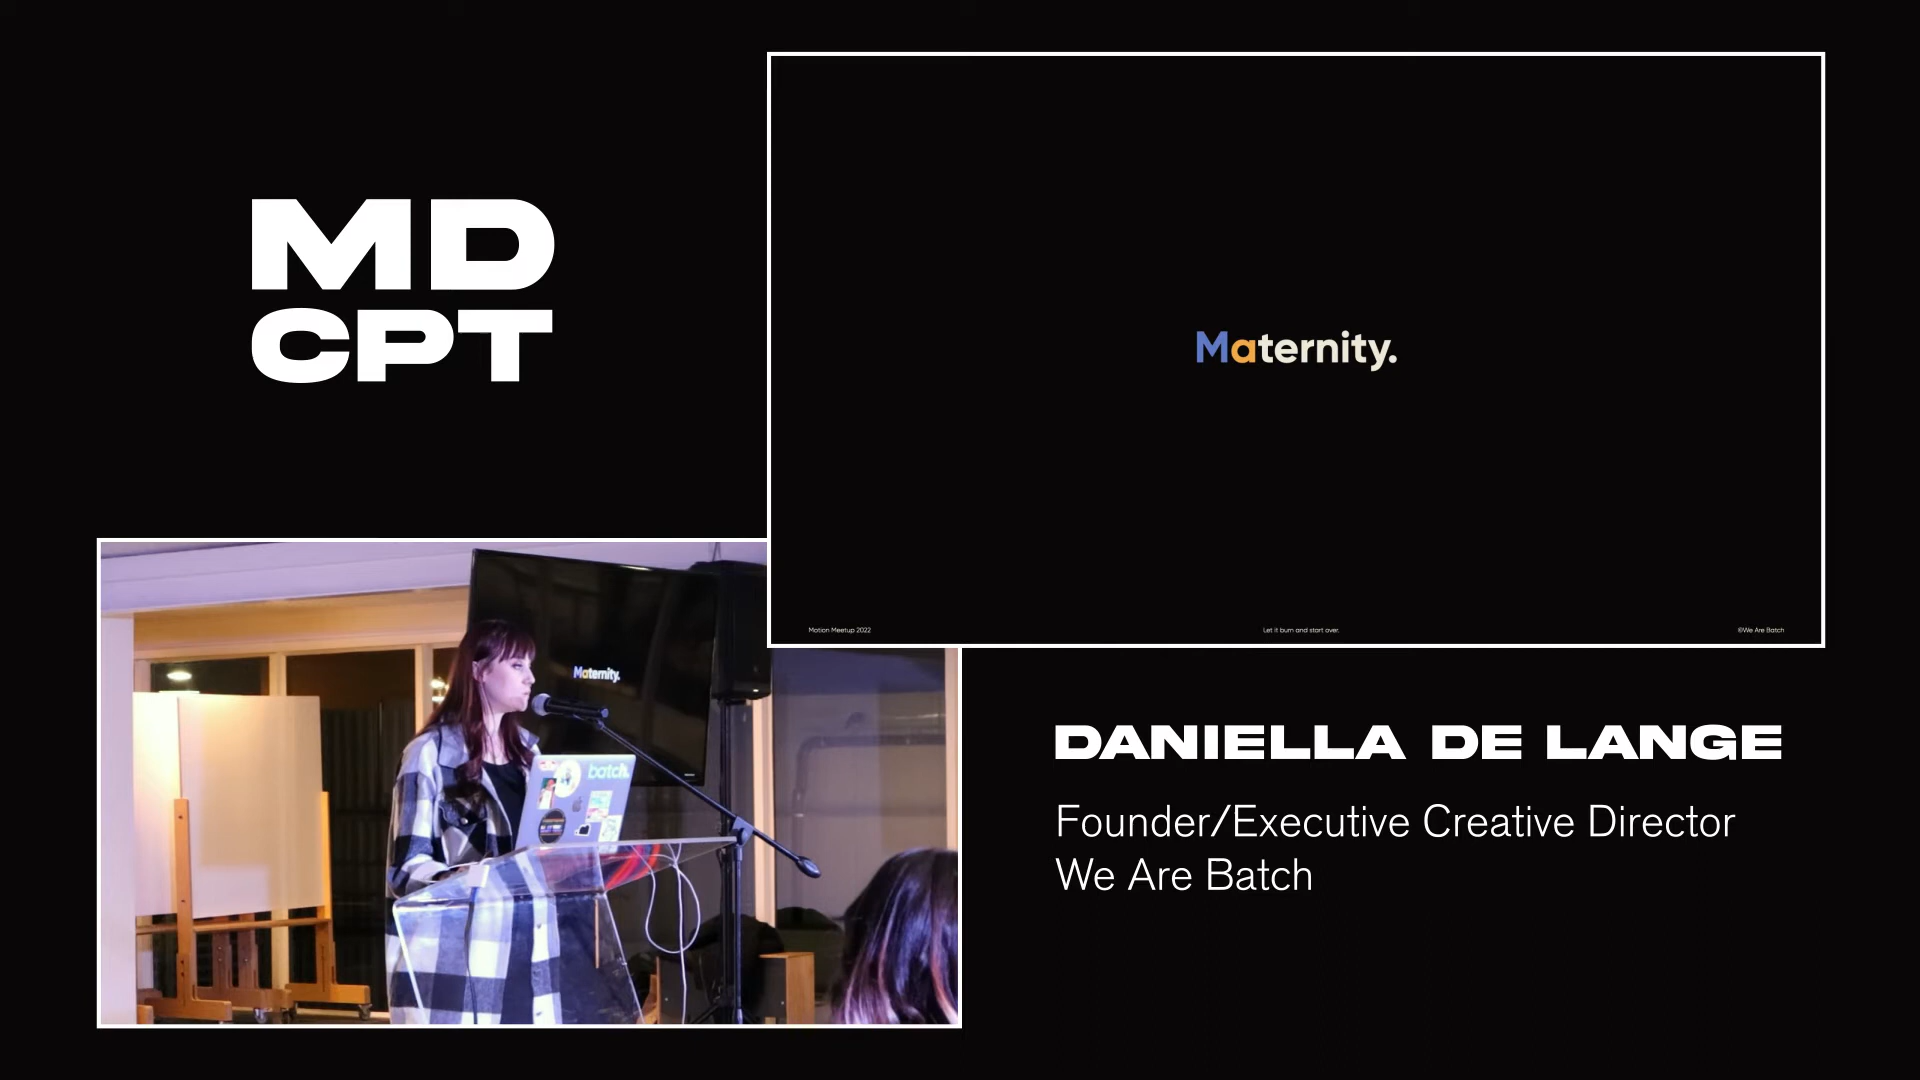 MD
CPT
Maternity.
Motion Meetup 2022
Let it burn and start over.
©We Are Batch
Maternity.
batch.
DANIELLA DE LANGE
Founder/Executive Creative Director
We Are Batch